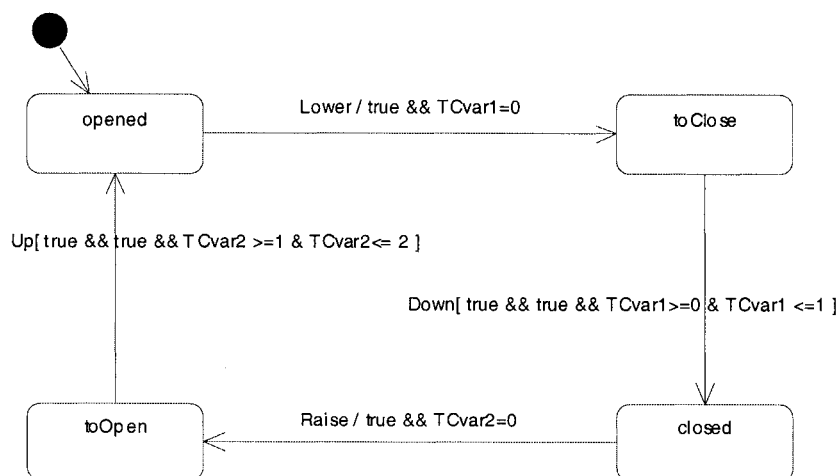 Lower / true && TCvar1=0
opened
toClose
Up[ true && true && TCvar2 >=1 & TCvar2<= 2 ]
Down[ true && true && TCvar1>=0 & TCvar1 <=1 ]
toOpen
Raise / true && TCvar2=0
closed